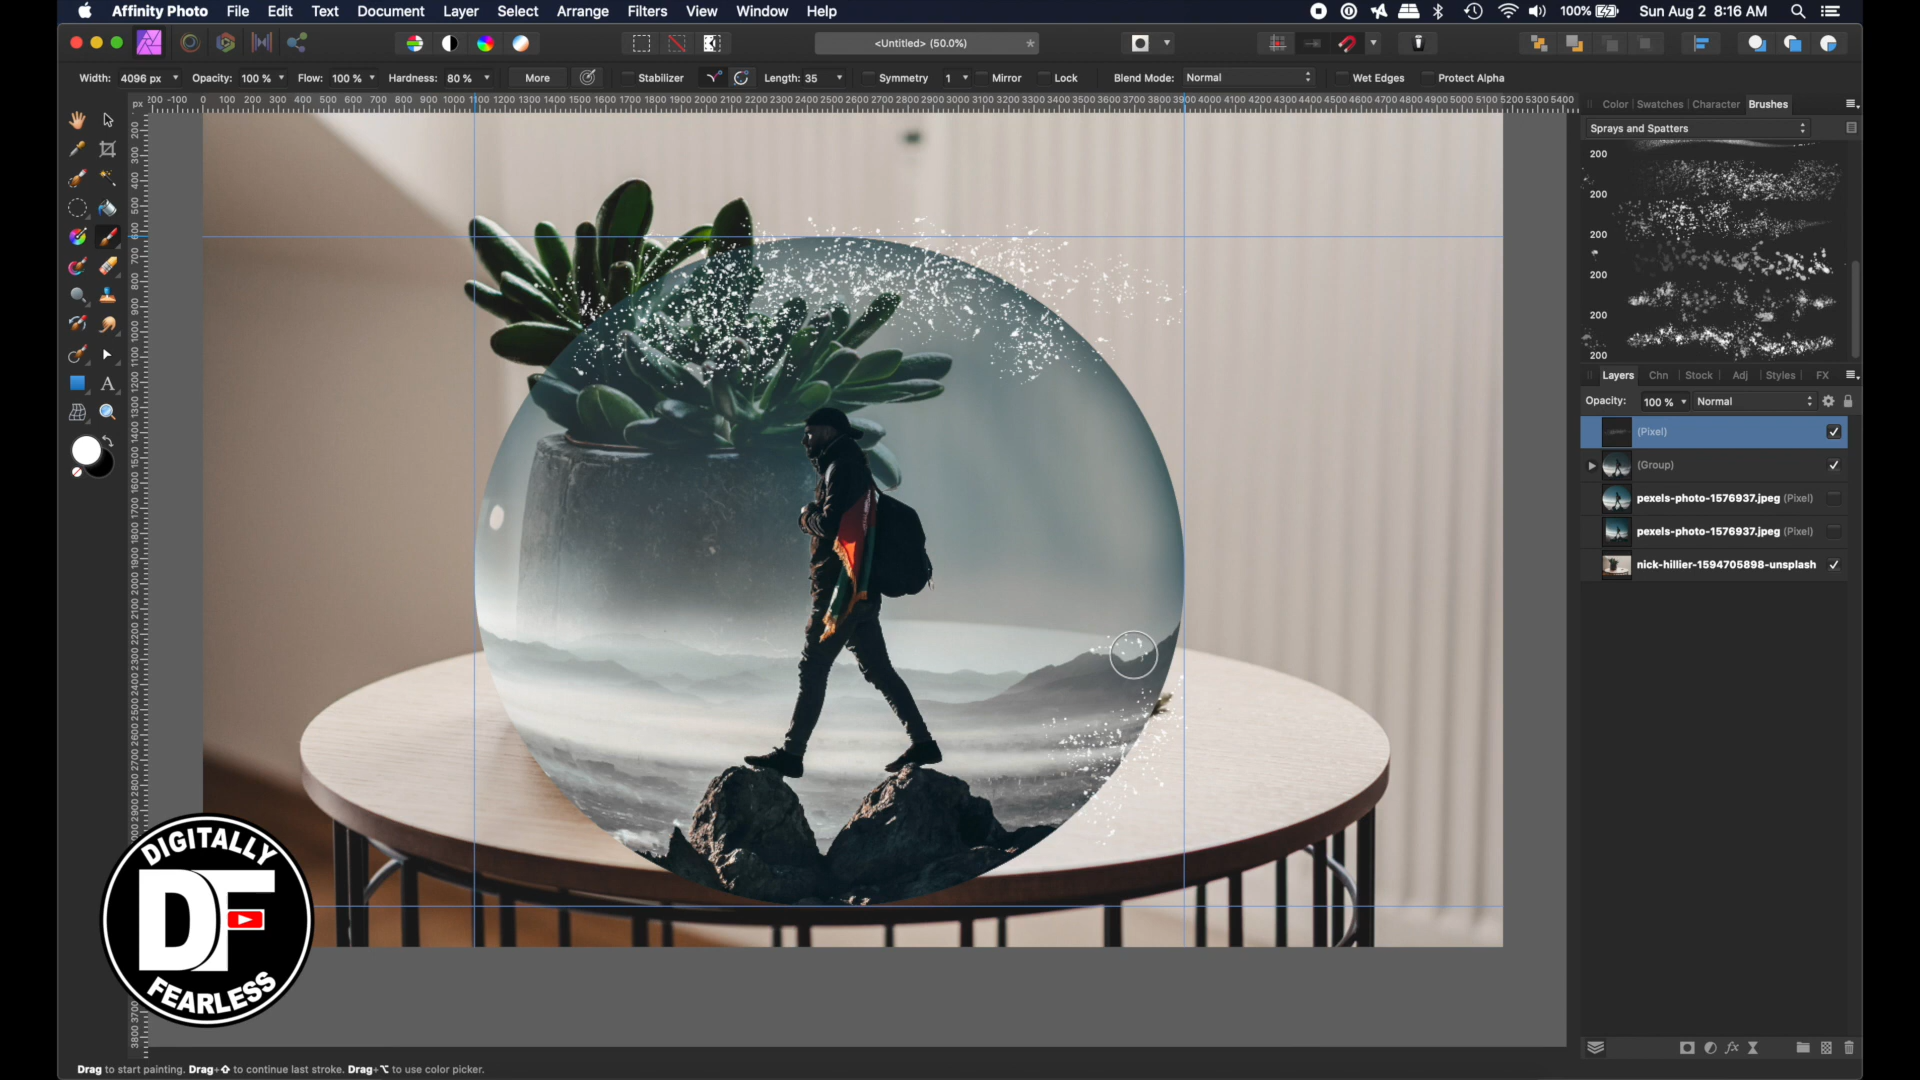 Affinity Photo File Edit Text Document Layer Select Arrange Filters View Window Help 100% Sun Aug 2 8:16 AM
<Untitled> (50.0%)
Width: 4096 px Opacity: 100 % Flow: 100 % Hardness: 80 % More Stabilizer Length: 35 Symmetry 1 Mirror Lock Blend Mode: Normal Wet Edges Protect Alpha
Color Swatches Character Brushes
Sprays and Spatters
200
200
200
200
200
200
Layers Chn Stock Adj Styles FX
Opacity: 100 % Normal
(Pixel)
(Group)
pexels-photo-1576937.jpeg (Pixel)
pexels-photo-1576937.jpeg (Pixel)
nick-hillier-1594705898-unsplash
DIGITALLY
DF
FEARLESS
Drag to start painting. Drag+⇧ to continue last stroke. Drag+⌥ to use color picker.